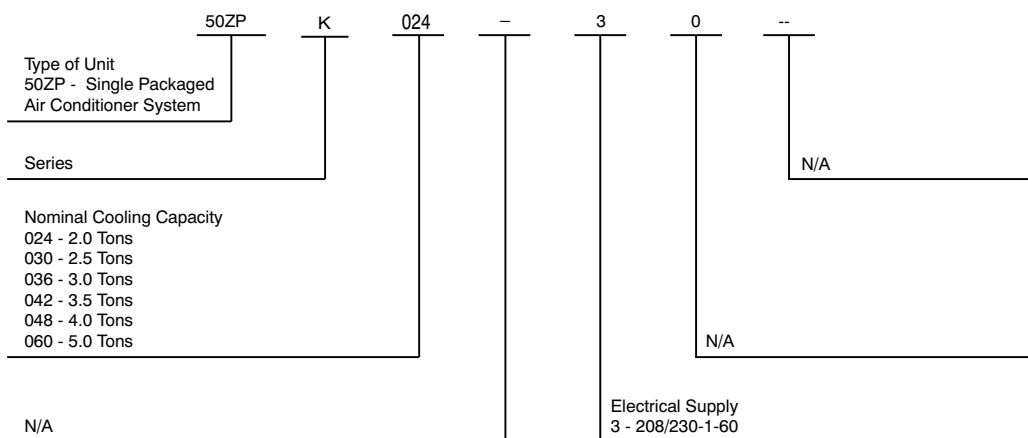 50ZP K 024 – 3 0 --
Type of Unit
50ZP - Single Packaged
Air Conditioner System
Series
N/A
Nominal Cooling Capacity
024 - 2.0 Tons
030 - 2.5 Tons
036 - 3.0 Tons
042 - 3.5 Tons
048 - 4.0 Tons
060 - 5.0 Tons
N/A
N/A
Electrical Supply
3 - 208/230-1-60